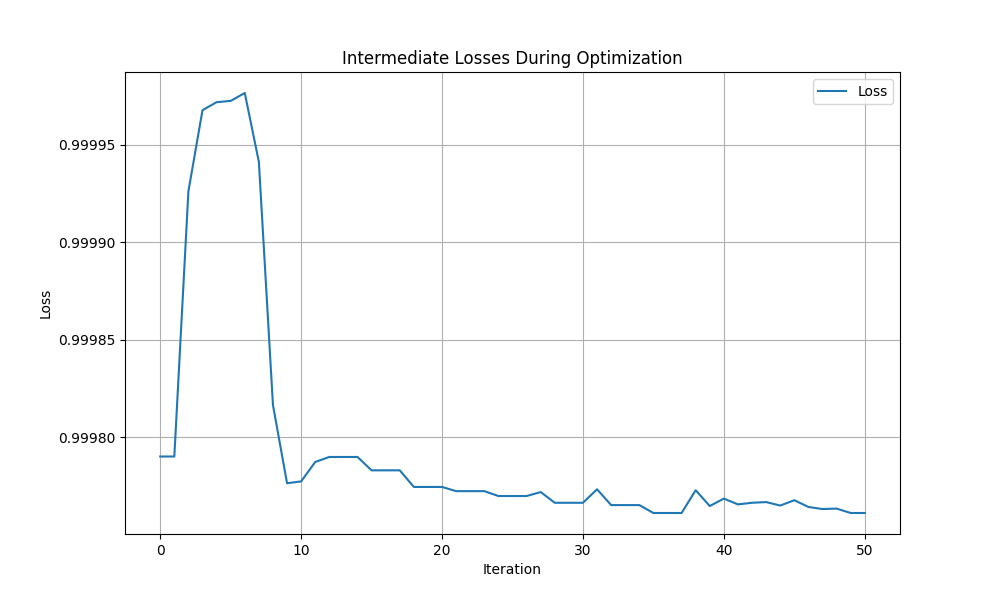 Intermediate Losses During Optimization
Loss
0.99995
0.99990
0.99985
0.99980
Loss
0 10 20 30 40 50
Iteration